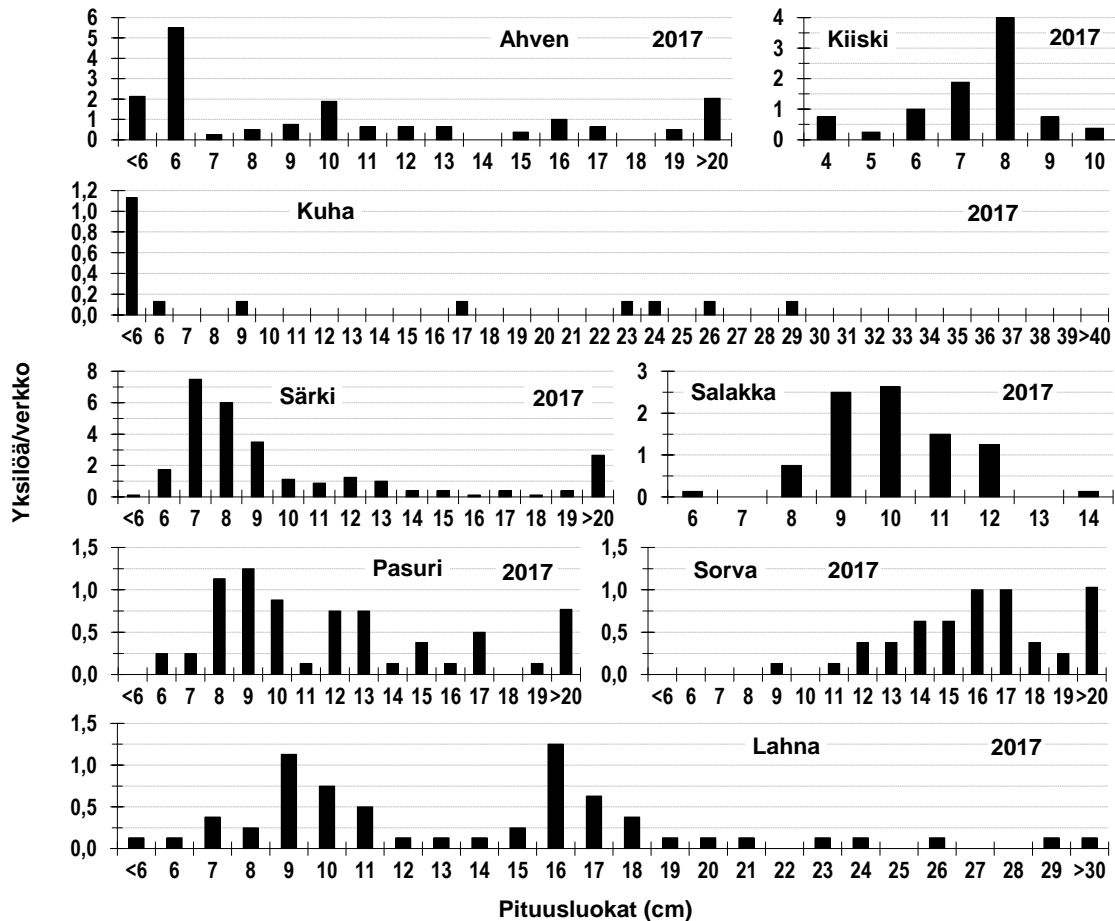 Ahven 2017
6
5
4
3
2
1
0
<6 6 7 8 9 10 11 12 13 14 15 16 17 18 19 >20
Kiiski 2017
4
3
2
1
0
4 5 6 7 8 9 10
Kuha 2017
1,2
1,0
0,8
0,6
0,4
0,2
0,0
<6 6 7 8 9 10 11 12 13 14 15 16 17 18 19 20 21 22 23 24 25 26 27 28 29 30 31 32 33 34 35 36 37 38 39 >40
Yksilöä/verkko
Särki 2017
8
6
4
2
0
<6 6 7 8 9 10 11 12 13 14 15 16 17 18 19 >20
Salakka 2017
3
2
1
0
6 7 8 9 10 11 12 13 14
Pasuri 2017
1,5
1,0
0,5
0,0
<6 6 7 8 9 10 11 12 13 14 15 16 17 18 19 >20
Sorva 2017
1,5
1,0
0,5
0,0
<6 6 7 8 9 10 11 12 13 14 15 16 17 18 19 >20
Lahna 2017
1,5
1,0
0,5
0,0
<6 6 7 8 9 10 11 12 13 14 15 16 17 18 19 20 21 22 23 24 25 26 27 28 29 >30
Pituusluokat (cm)